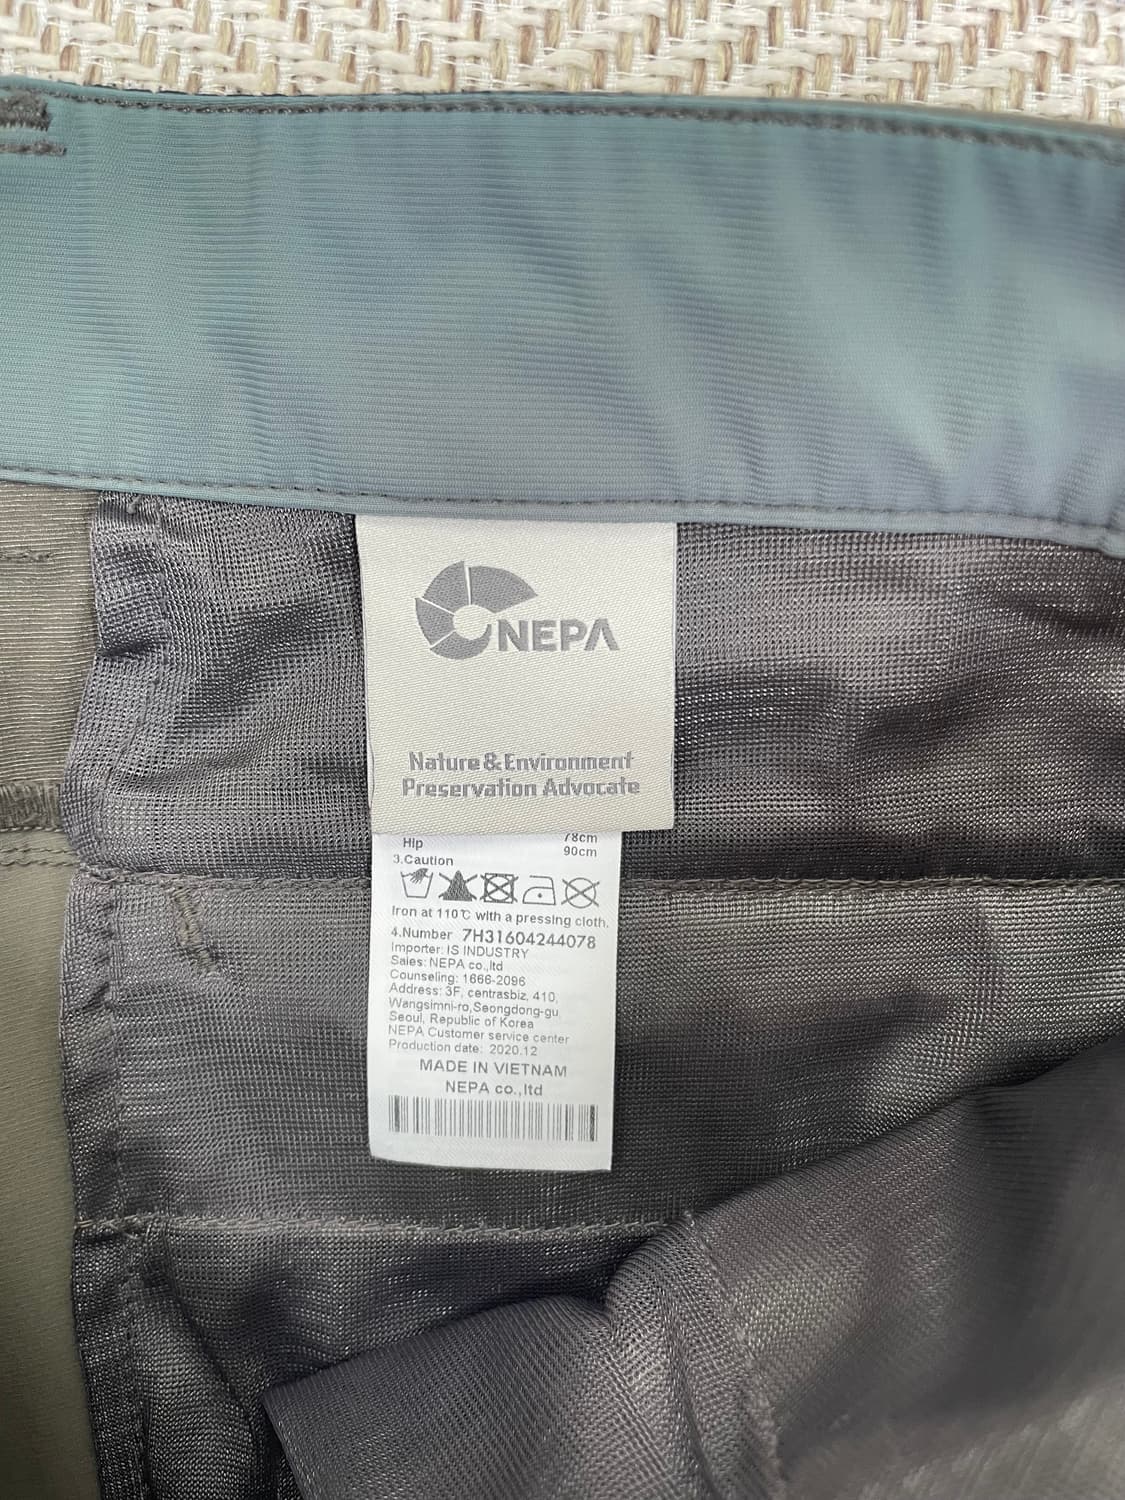 NEPA
Nature & Environment
Preservation Advocate
78cm
Hip 90cm
3.Caution
Iron at 110℃ with a pressing cloth.
4.Number 7H31604244078
Importer: IS INDUSTRY
Sales: NEPA co.,ltd
Counseling: 1666-2096
Address: 3F, centrasbiz, 410,
Wangsimni-ro,Seongdong-gu,
Seoul, Republic of Korea
NEPA Customer service center
Production date: 2020.12
MADE IN VIETNAM
NEPA co.,ltd